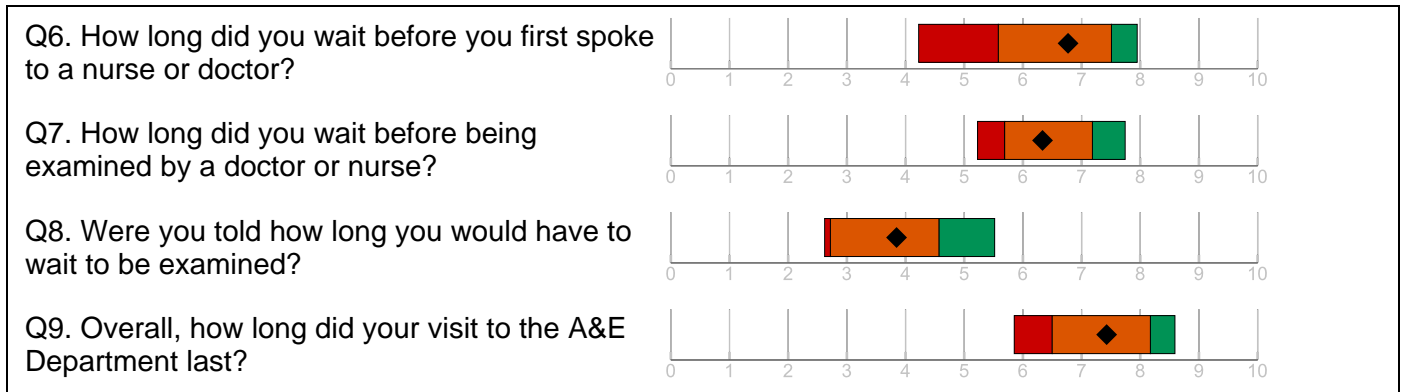 Q6. How long did you wait before you first spoke
to a nurse or doctor?
0 1 2 3 4 5 6 7 8 9 10
Q7. How long did you wait before being
examined by a doctor or nurse?
0 1 2 3 4 5 6 7 8 9 10
Q8. Were you told how long you would have to
wait to be examined?
0 1 2 3 4 5 6 7 8 9 10
Q9. Overall, how long did your visit to the A&E
Department last?
0 1 2 3 4 5 6 7 8 9 10